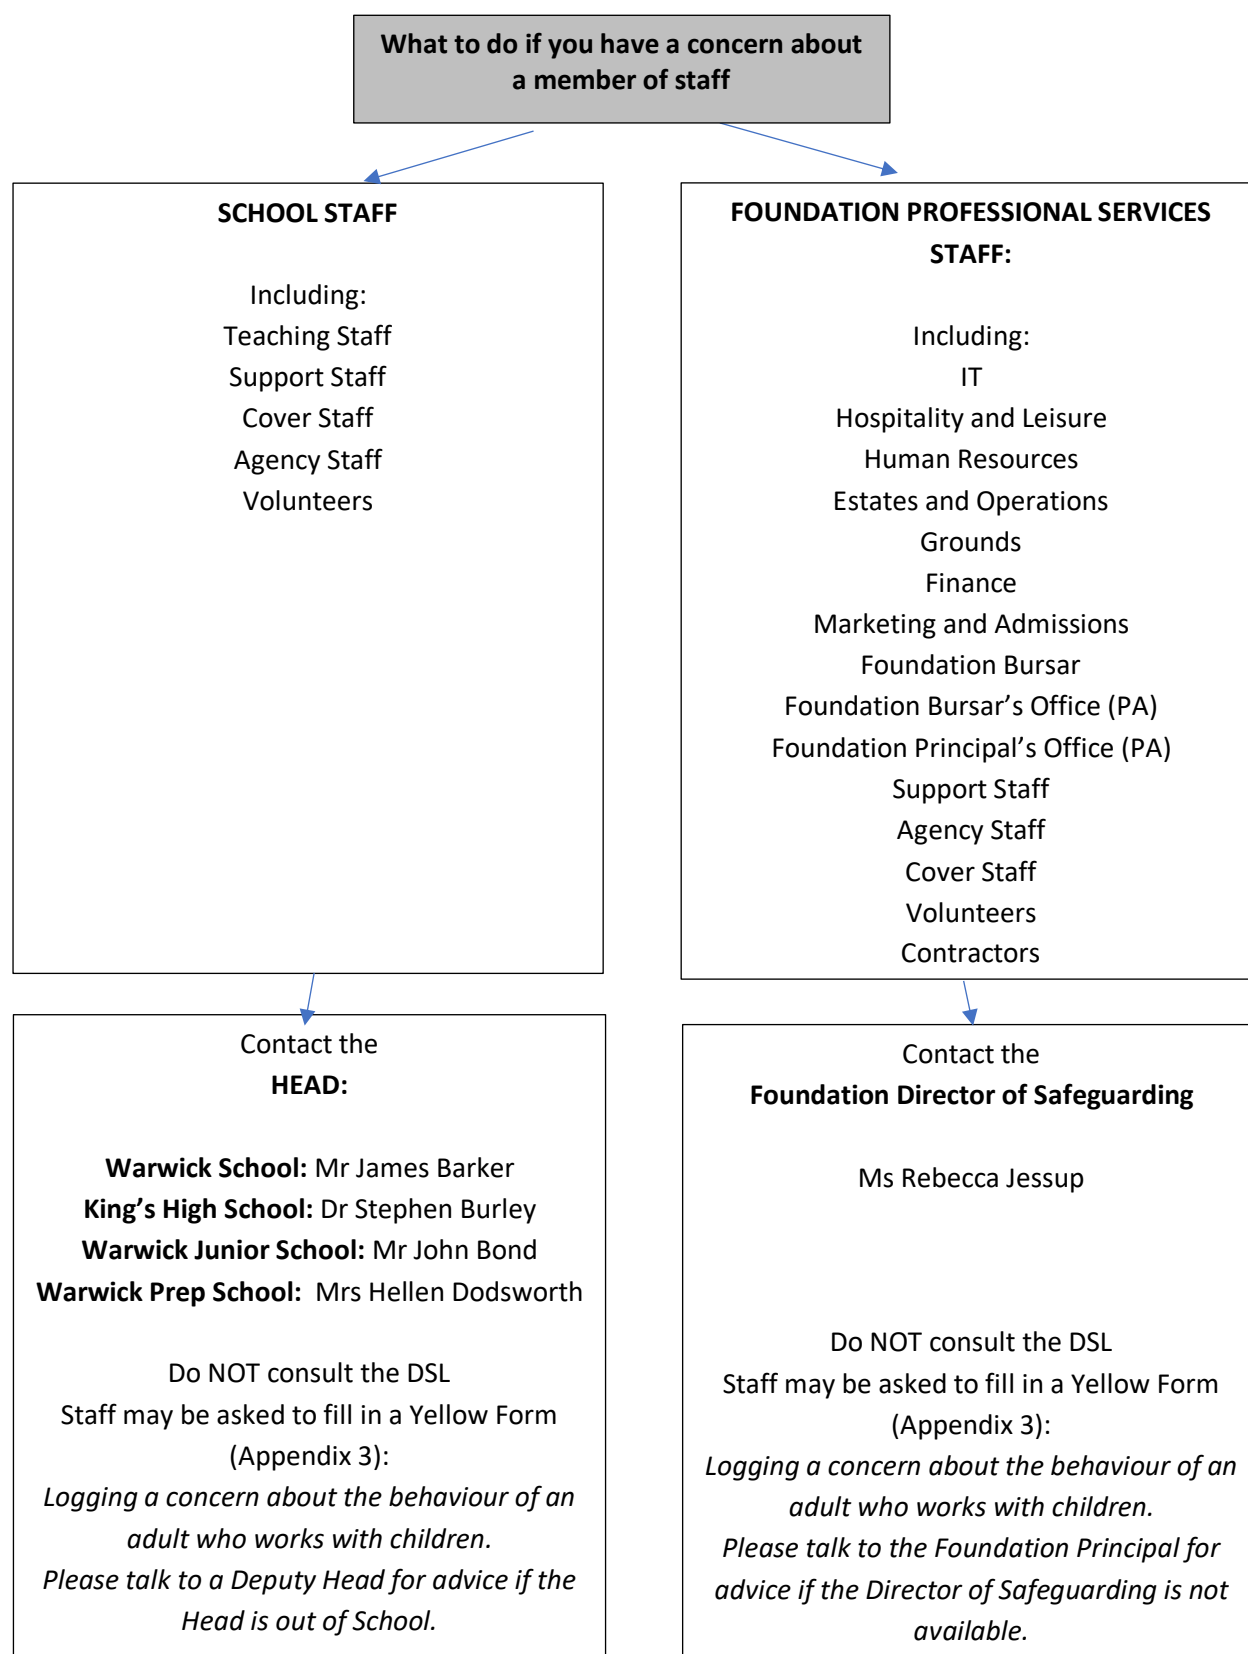 What to do if you have a concern about
a member of staff
SCHOOL STAFF
Including:
Teaching Staff
Support Staff
Cover Staff
Agency Staff
Volunteers
FOUNDATION PROFESSIONAL SERVICES
STAFF:
Including:
IT
Hospitality and Leisure
Human Resources
Estates and Operations
Grounds
Finance
Marketing and Admissions
Foundation Bursar
Foundation Bursar’s Office (PA)
Foundation Principal’s Office (PA)
Support Staff
Agency Staff
Cover Staff
Volunteers
Contractors
Contact the
HEAD:
Warwick School: Mr James Barker
King’s High School: Dr Stephen Burley
Warwick Junior School: Mr John Bond
Warwick Prep School: Mrs Hellen Dodsworth
Do NOT consult the DSL
Staff may be asked to fill in a Yellow Form
(Appendix 3):
Logging a concern about the behaviour of an
adult who works with children.
Please talk to a Deputy Head for advice if the
Head is out of School.
Contact the
Foundation Director of Safeguarding
Ms Rebecca Jessup
Do NOT consult the DSL
Staff may be asked to fill in a Yellow Form
(Appendix 3):
Logging a concern about the behaviour of an
adult who works with children.
Please talk to the Foundation Principal for
advice if the Director of Safeguarding is not
available.